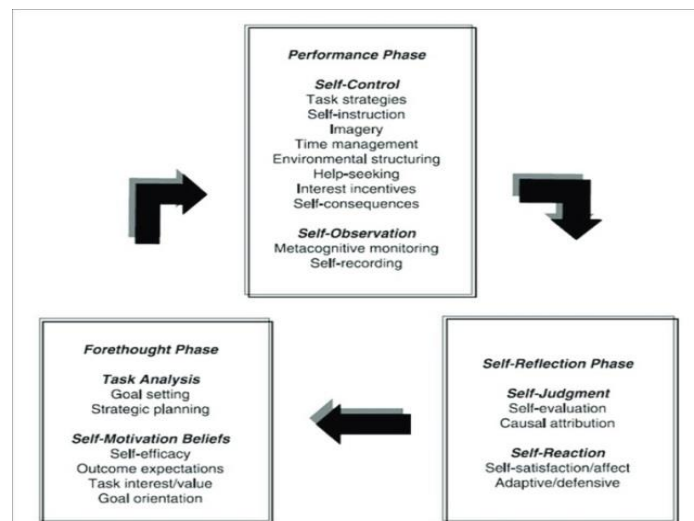 Performance Phase
Self-Control
Task strategies
Self-instruction
Imagery
Time management
Environmental structuring
Help-seeking
Interest incentives
Self-consequences
Self-Observation
Metacognitive monitoring
Self-recording
Forethought Phase
Task Analysis
Goal setting
Strategic planning
Self-Motivation Beliefs
Self-efficacy
Outcome expectations
Task interest/value
Goal orientation
Self-Reflection Phase
Self-Judgment
Self-evaluation
Causal attribution
Self-Reaction
Self-satisfaction/affect
Adaptive/defensive